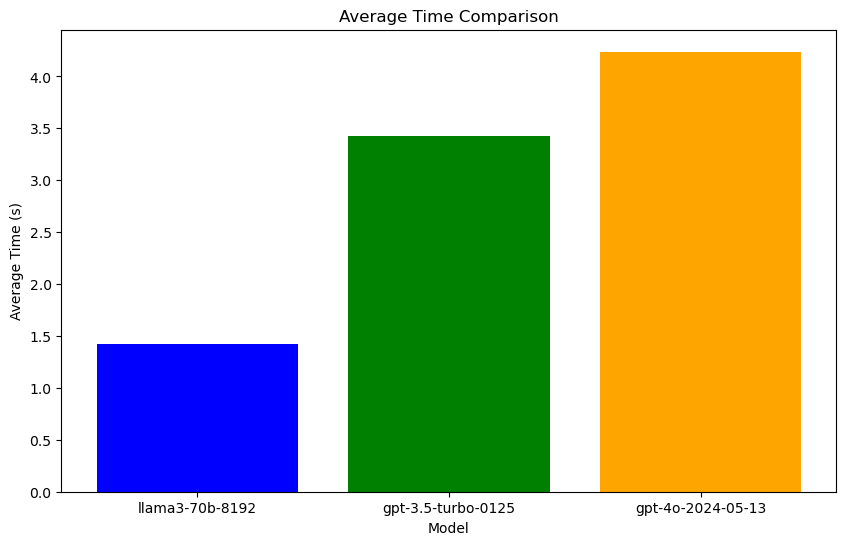 Average Time Comparison
Average Time (s)
4.0
3.5
3.0
2.5
2.0
1.5
1.0
0.5
0.0
llama3-70b-8192 gpt-3.5-turbo-0125 gpt-4o-2024-05-13
Model